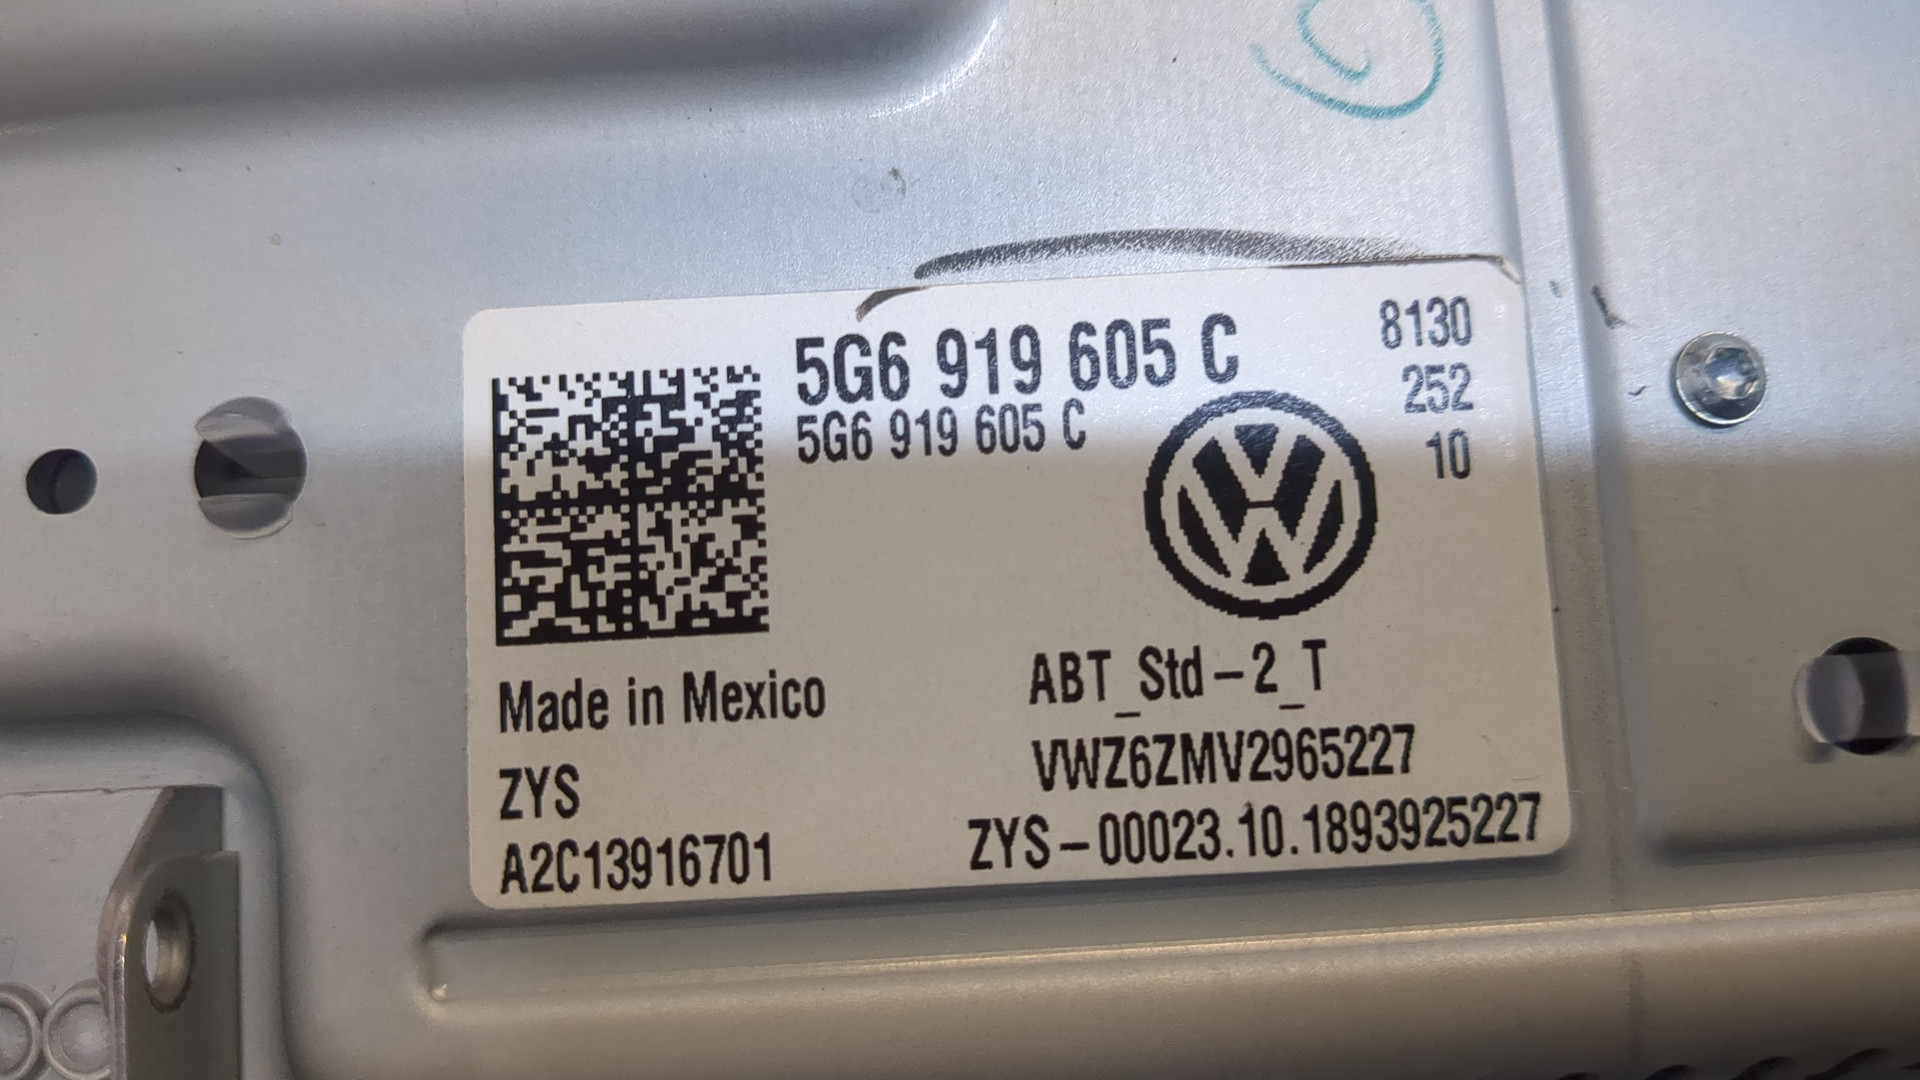 5G6 919 605 C
5G6 919 605 C
8130
252
10
Made in Mexico
ABT_Std-2_T
ZYS
VWZ6ZMV2965227
A2C13916701
ZYS-00023.10.1893925227